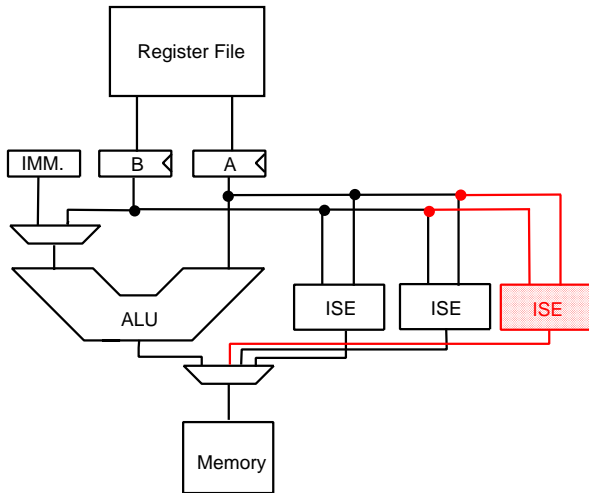 Register File
IMM.
B
A
ALU
ISE
ISE
ISE
Memory